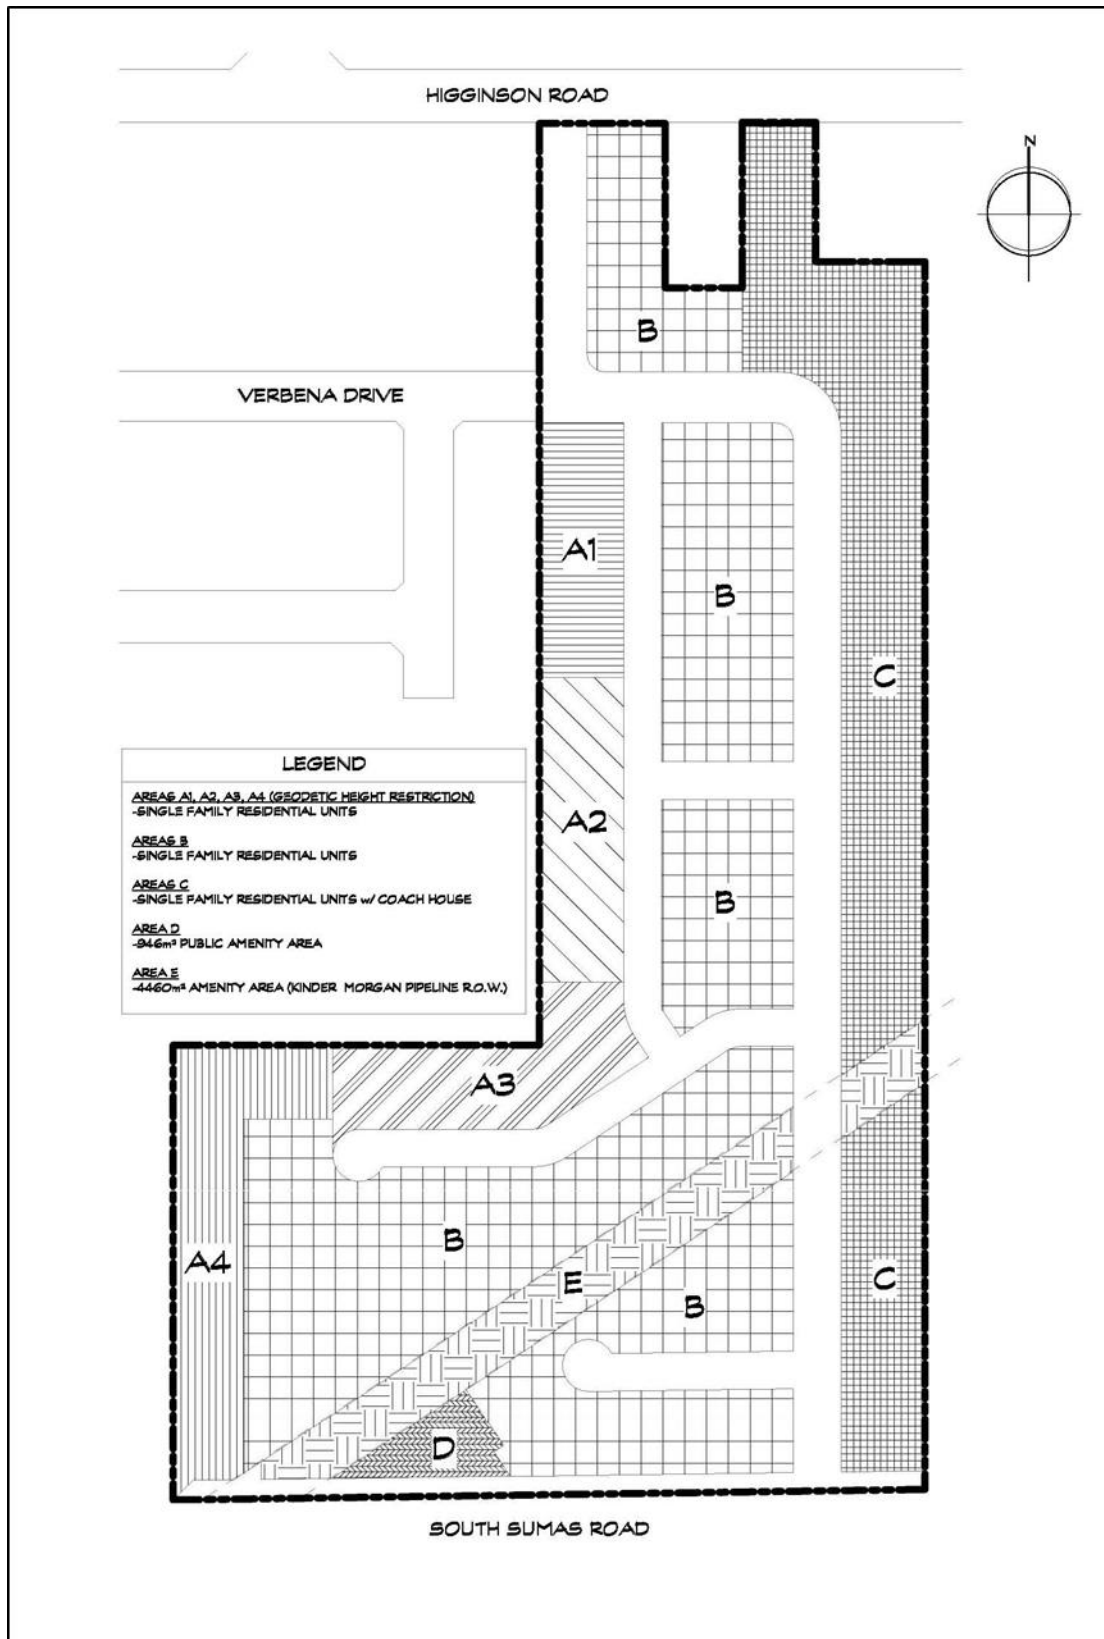 HIGGINSON ROAD
N
B
VERBENA DRIVE
A1
B
C
LEGEND
AREAS A1, A2, A3, A4 (GEODETIC HEIGHT RESTRICTION)
-SINGLE FAMILY RESIDENTIAL UNITS
AREAS B
-SINGLE FAMILY RESIDENTIAL UNITS
AREAS C
-SINGLE FAMILY RESIDENTIAL UNITS w/ COACH HOUSE
AREA D
-946m² PUBLIC AMENITY AREA
AREA E
-4460m² AMENITY AREA (KINDER MORGAN PIPELINE R.O.W.)
A2
B
A3
B
A4
E
C
B
D
SOUTH SUMAS ROAD